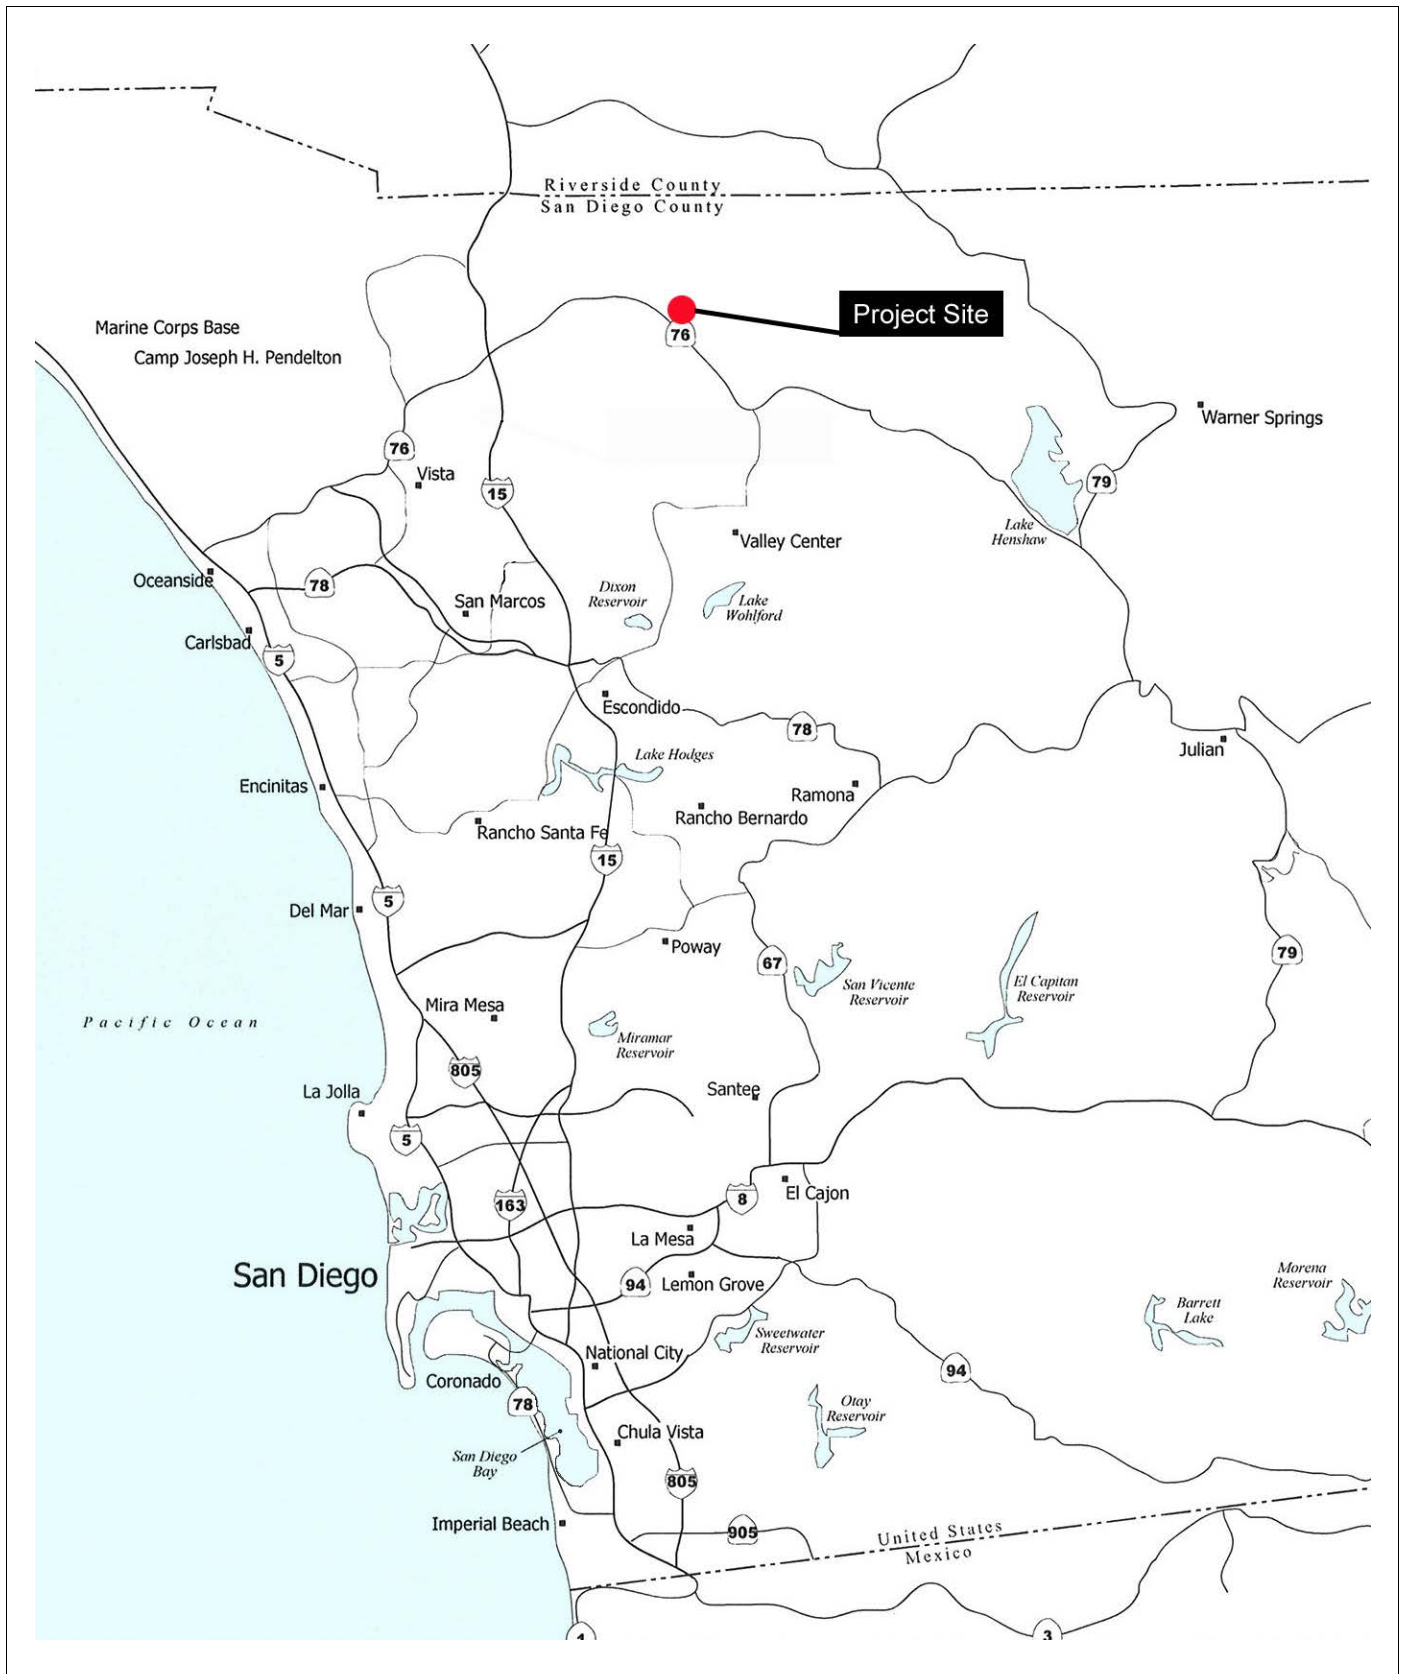 Riverside County
San Diego County
Project Site
76
Marine Corps Base
Camp Joseph H. Pendelton
Warner Springs
76
Vista
15
79
Lake
Henshaw
Valley Center
Oceanside
78
Dixon
Reservoir
Lake
Wohlford
San Marcos
Carlsbad
5
Escondido
78
Julian
Lake Hodges
Encinitas
Ramona
Rancho Bernardo
Rancho Santa Fe
15
5
Del Mar
Poway
67
79
San Vicente
Reservoir
El Capitan
Reservoir
Mira Mesa
Pacific Ocean
Miramar
Reservoir
805
La Jolla
Santee
5
163
8
El Cajon
La Mesa
San Diego
94
Lemon Grove
Morena
Reservoir
Barrett
Lake
Sweetwater
Reservoir
National City
94
Coronado
78
Otay
Reservoir
Chula Vista
San Diego
Bay
805
Imperial Beach
905
United States
Mexico
1
3